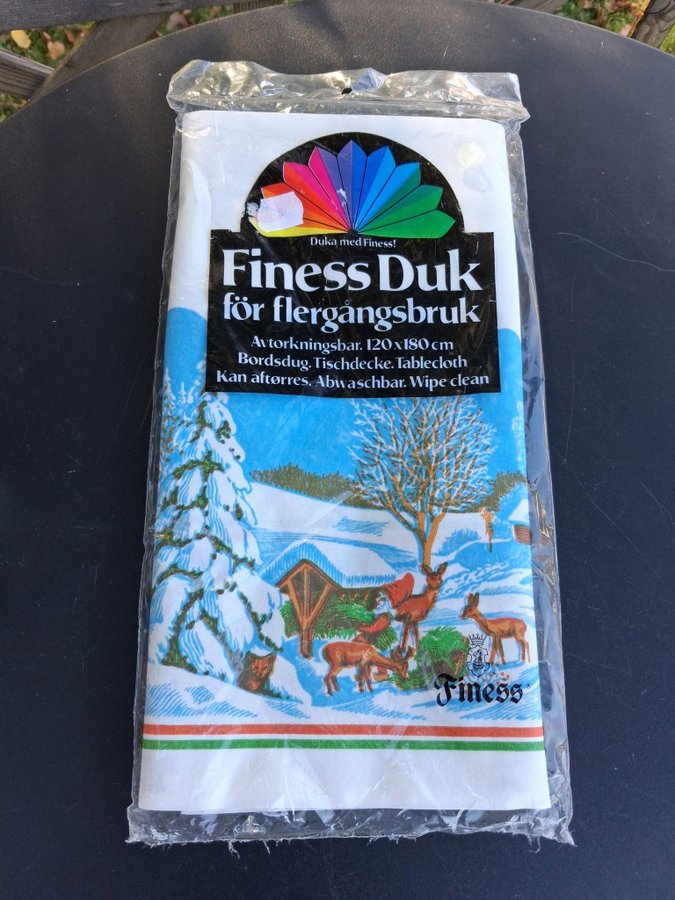 Duka med Finess!
Finess Duk
för flergångsbruk
Avtorkningsbar. 120 x 180 cm
Bordsdug. Tischdecke. Tablecloth
Kan aftørres. Abwaschbar. Wipe clean
Finess